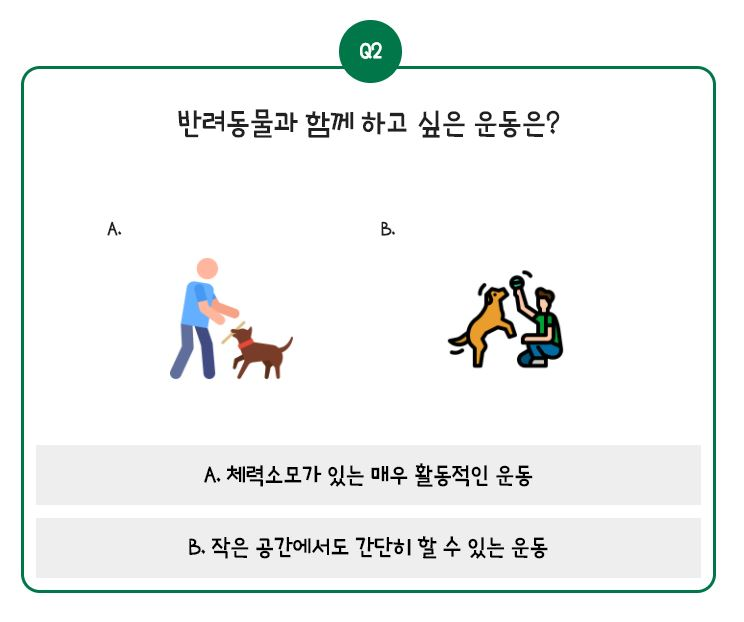 Q2
반려동물과 함께 하고 싶은 운동은?
A.
B.
A. 체력소모가 있는 매우 활동적인 운동
B. 작은 공간에서도 간단히 할 수 있는 운동